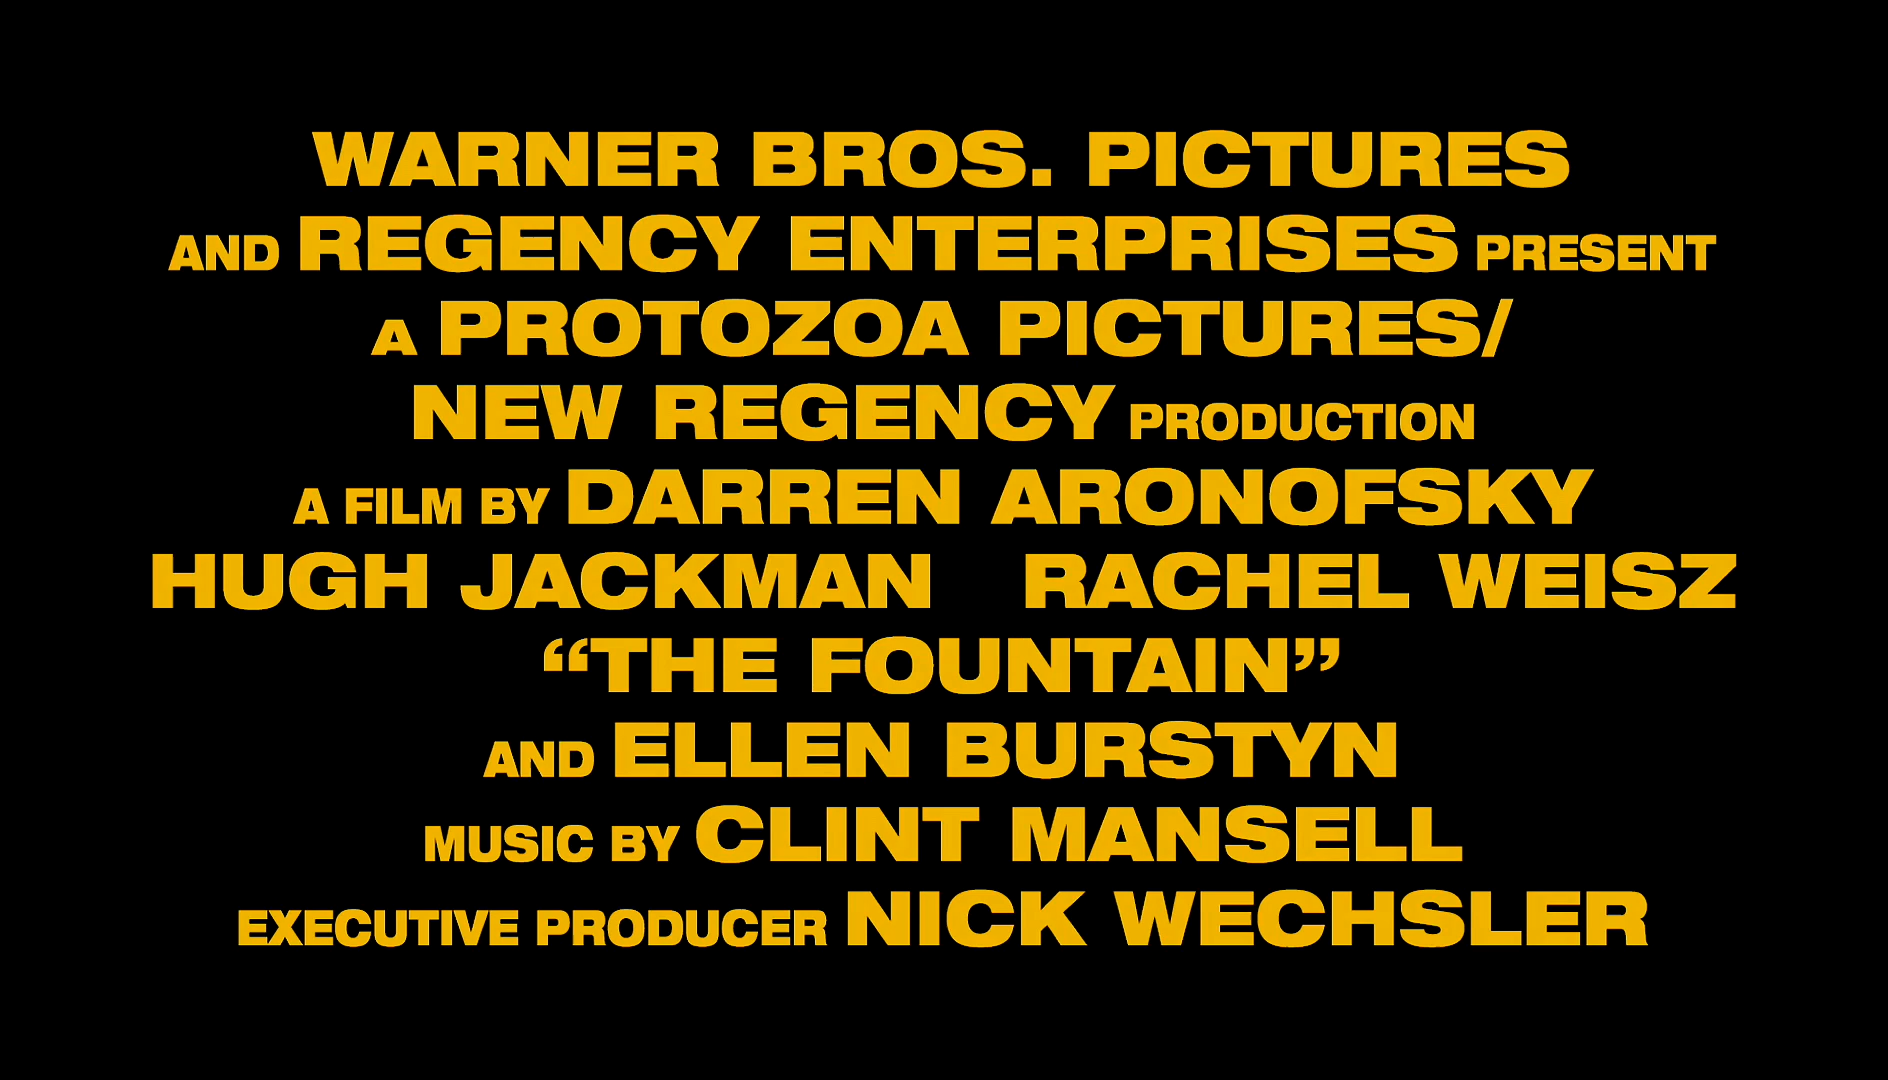 WARNER BROS. PICTURES
AND REGENCY ENTERPRISES PRESENT
A PROTOZOA PICTURES/
NEW REGENCY PRODUCTION
A FILM BY DARREN ARONOFSKY
HUGH JACKMAN RACHEL WEISZ
“THE FOUNTAIN”
AND ELLEN BURSTYN
MUSIC BY CLINT MANSELL
EXECUTIVE PRODUCER NICK WECHSLER